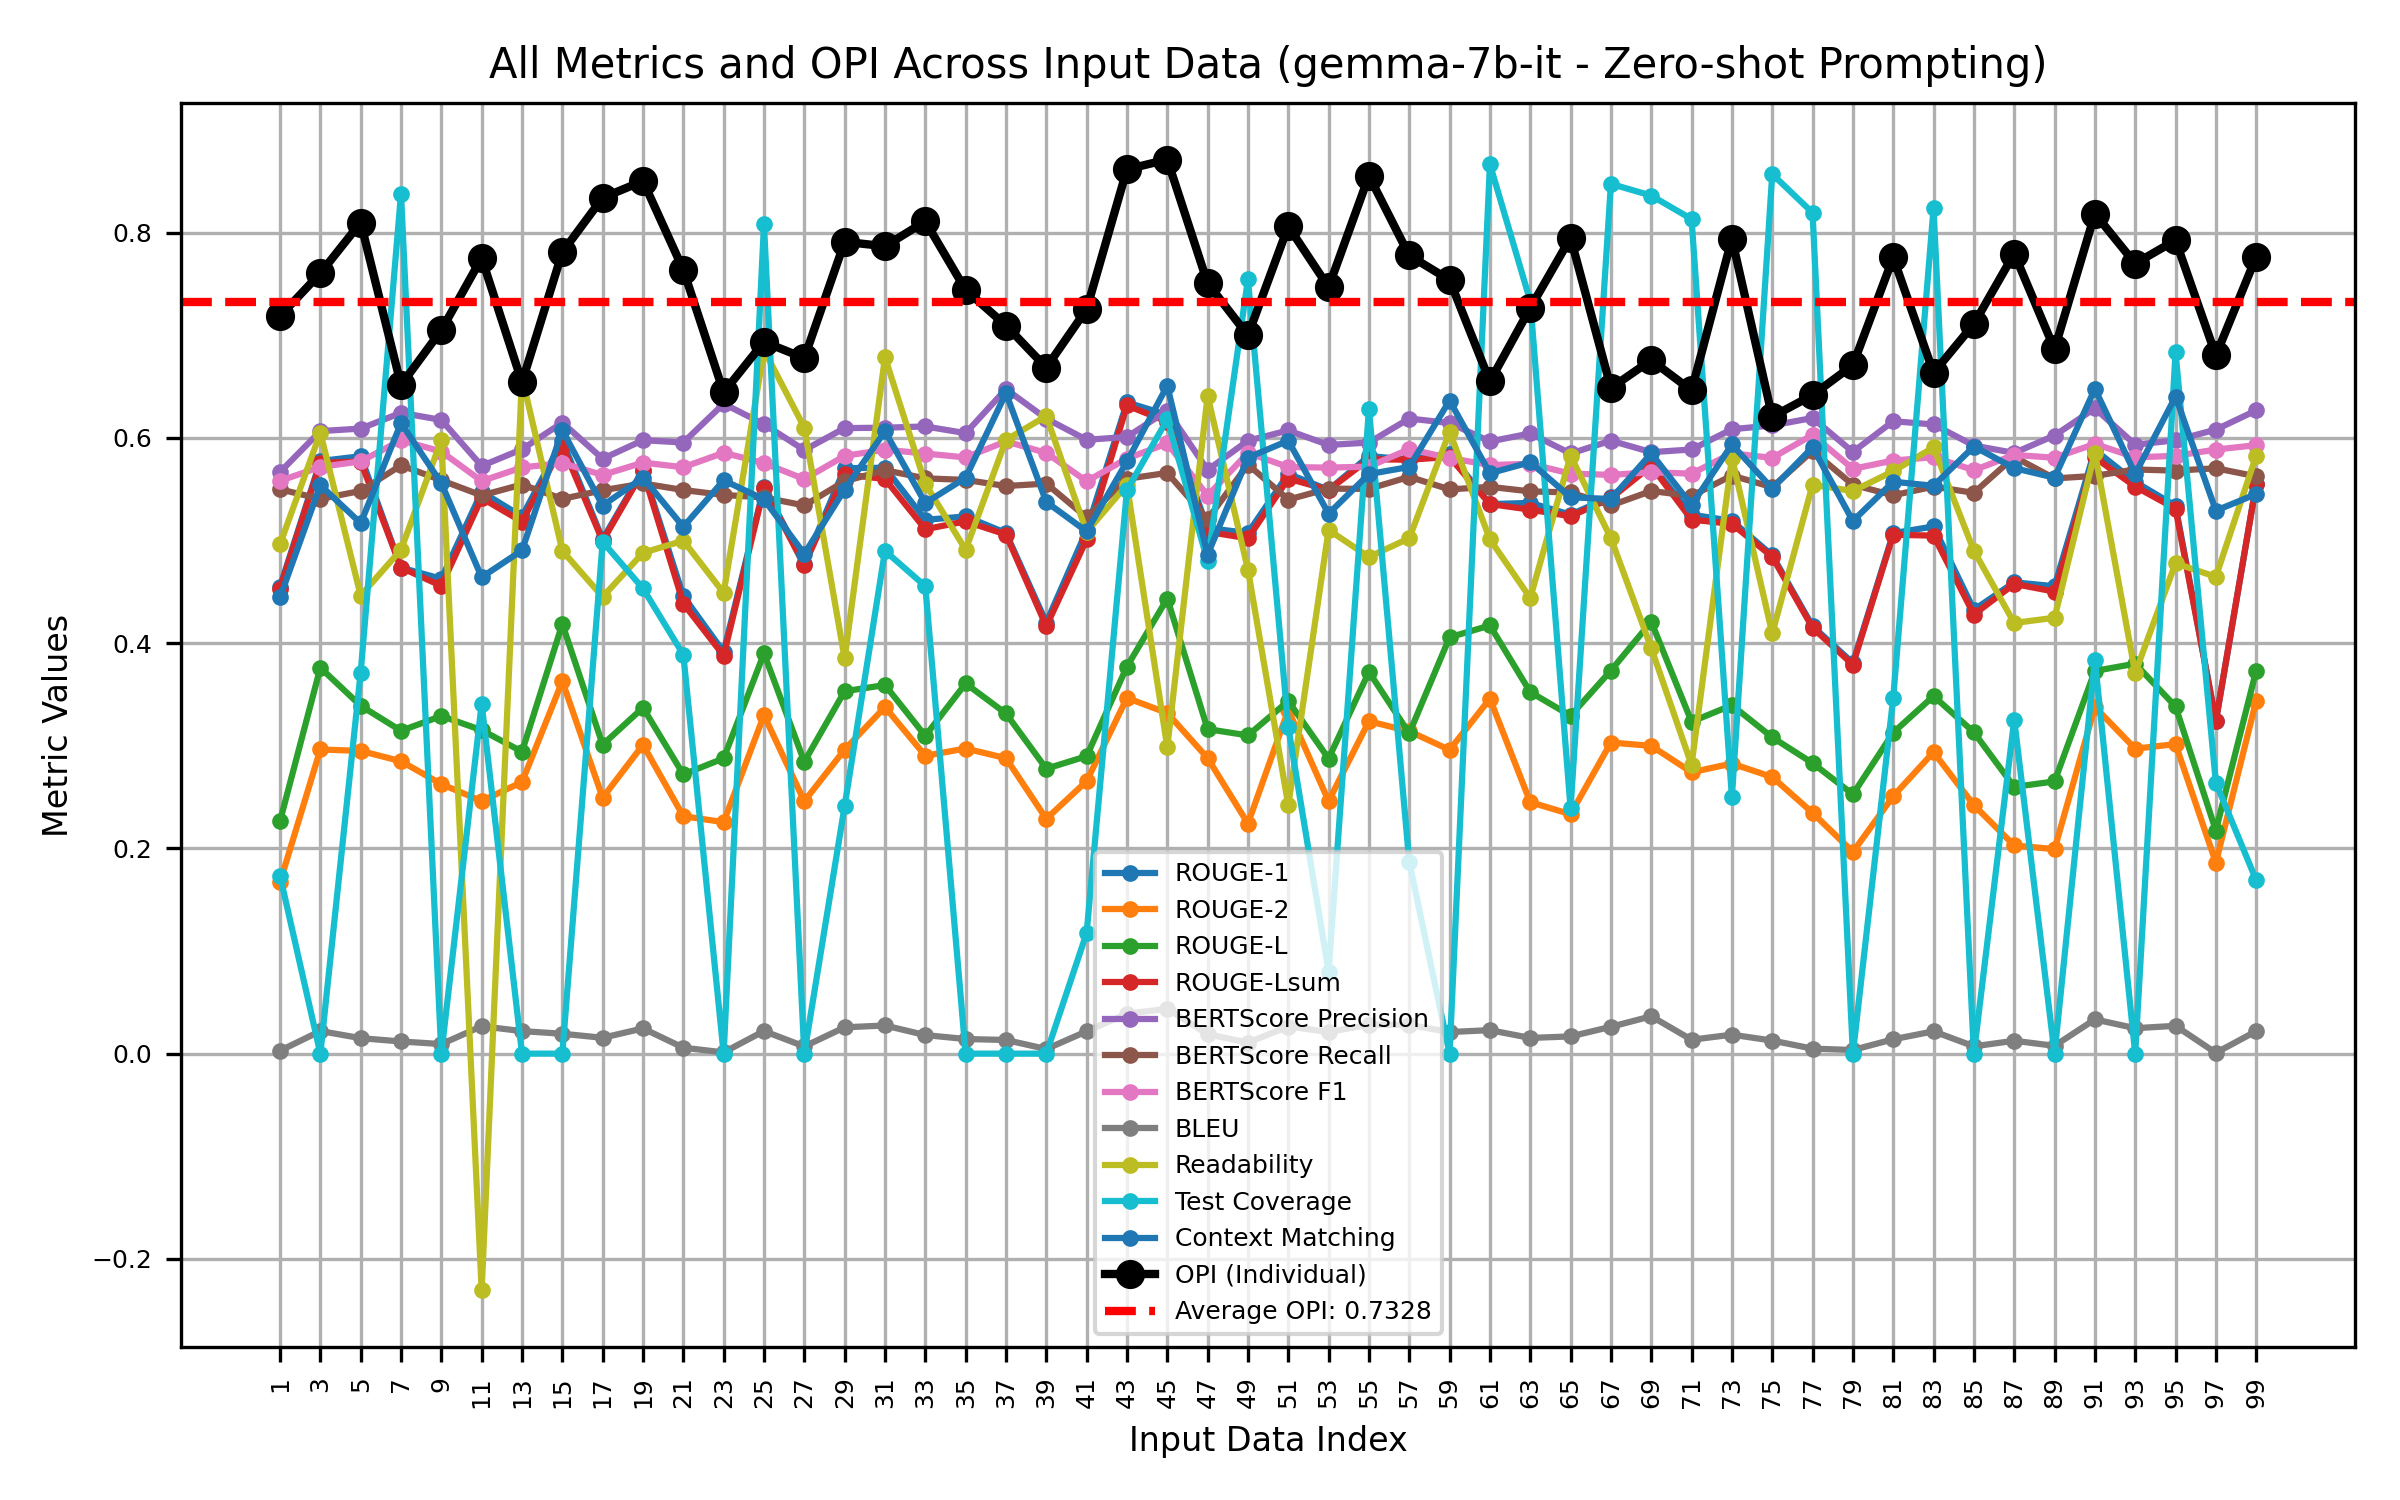 All Metrics and OPI Across Input Data (gemma-7b-it - Zero-shot Prompting)
Metric Values
0.8
0.6
0.4
0.2
0.0
−0.2
ROUGE-1
ROUGE-2
ROUGE-L
ROUGE-Lsum
BERTScore Precision
BERTScore Recall
BERTScore F1
BLEU
Readability
Test Coverage
Context Matching
OPI (Individual)
Average OPI: 0.7328
1 3 5 7 9 11 13 15 17 19 21 23 25 27 29 31 33 35 37 39 41 43 45 47 49 51 53 55 57 59 61 63 65 67 69 71 73 75 77 79 81 83 85 87 89 91 93 95 97 99
Input Data Index